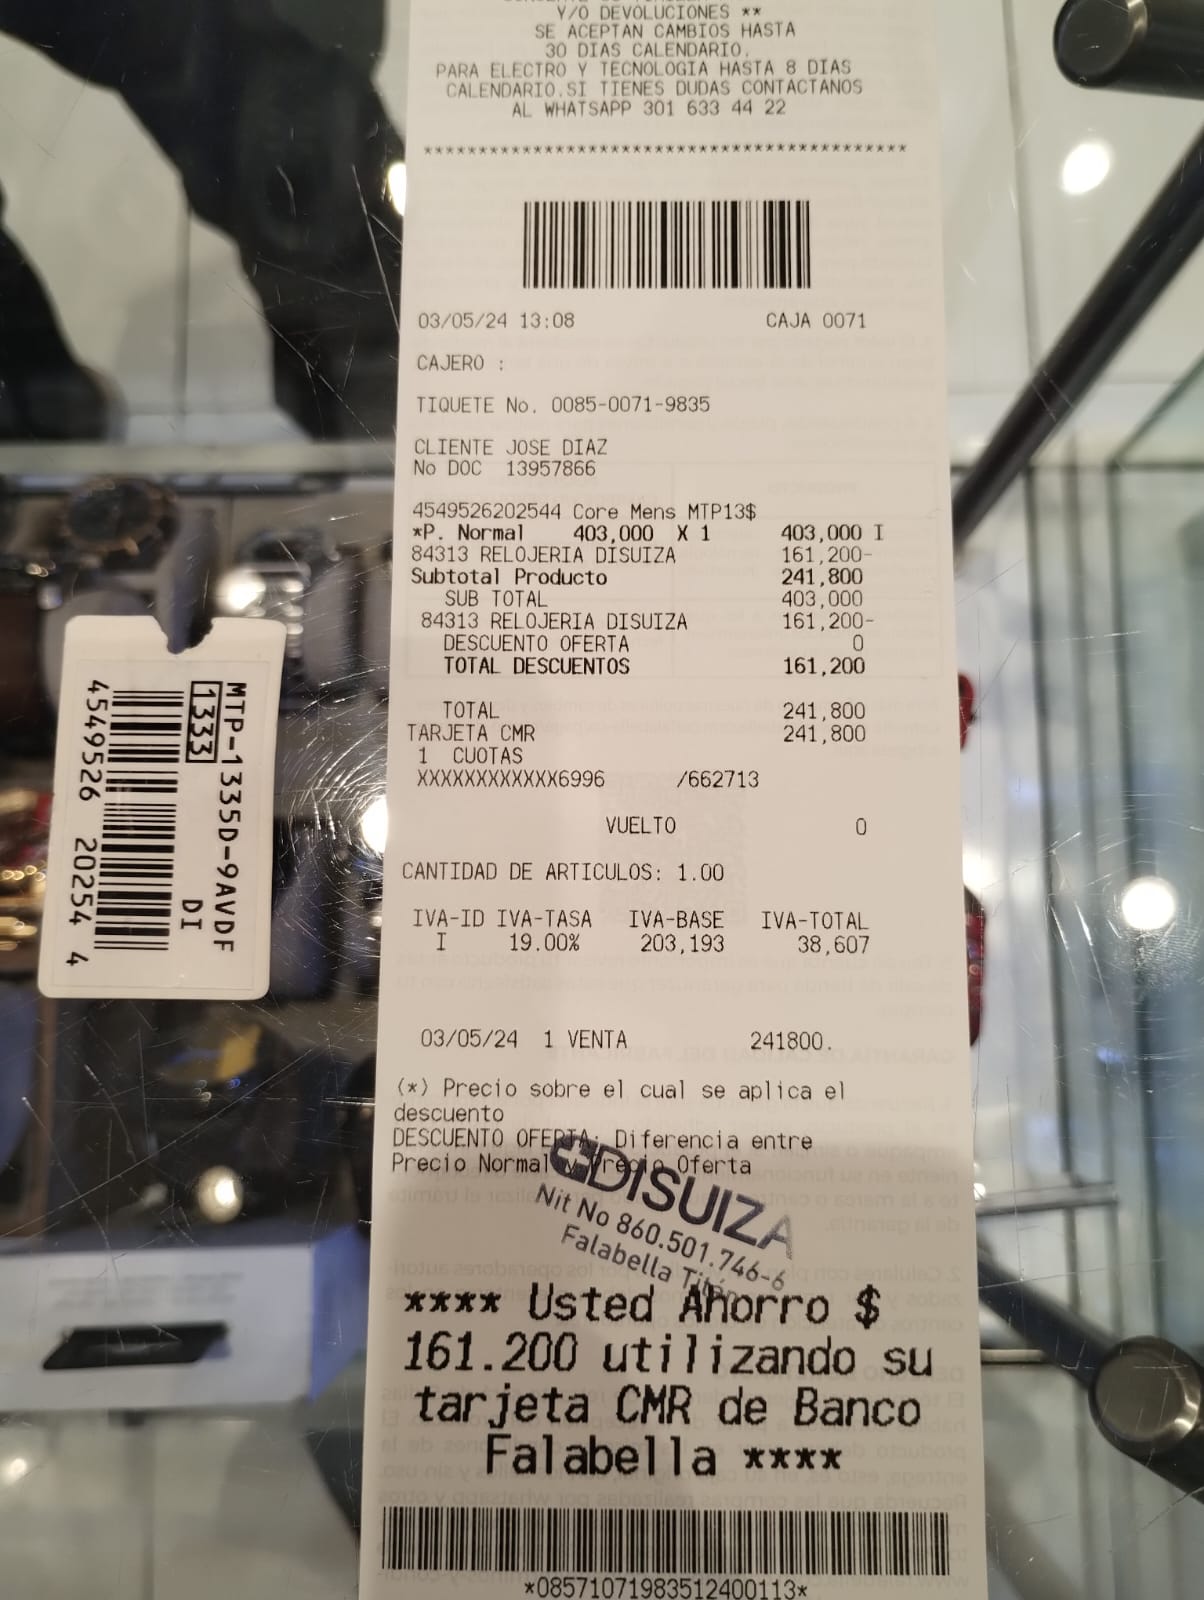 Y/O DEVOLUCIONES **
SE ACEPTAN CAMBIOS HASTA
30 DIAS CALENDARIO.
PARA ELECTRO Y TECNOLOGIA HASTA 8 DIAS
CALENDARIO.SI TIENES DUDAS CONTACTANOS
AL WHATSAPP 301 633 44 22
********************************************
03/05/24 13:08 CAJA 0071
CAJERO :
TIQUETE No. 0085-0071-9835
CLIENTE JOSE DIAZ
No DOC 13957866
4549526202544 Core Mens MTP13$
*P. Normal 403,000 X 1 403,000 I
84313 RELOJERIA DISUIZA 161,200-
Subtotal Producto 241,800
SUB TOTAL 403,000
84313 RELOJERIA DISUIZA 161,200-
DESCUENTO OFERTA 0
TOTAL DESCUENTOS 161,200
TOTAL 241,800
TARJETA CMR 241,800
1 CUOTAS
XXXXXXXXXXXX6996 /662713
VUELTO 0
CANTIDAD DE ARTICULOS: 1.00
IVA-ID IVA-TASA IVA-BASE IVA-TOTAL
I 19.00% 203,193 38,607
03/05/24 1 VENTA 241800.
(*) Precio sobre el cual se aplica el
descuento
DESCUENTO OFERTA: Diferencia entre
Precio Normal y Precio Oferta
DISUIZA
Nit No 860.501.746-6
Falabella Titán
**** Usted Ahorro $
161.200 utilizando su
tarjeta CMR de Banco
Falabella ****
*08571071983512400113*
MTP-1335D-9AVDF
1333 DI
4549526 20254 4